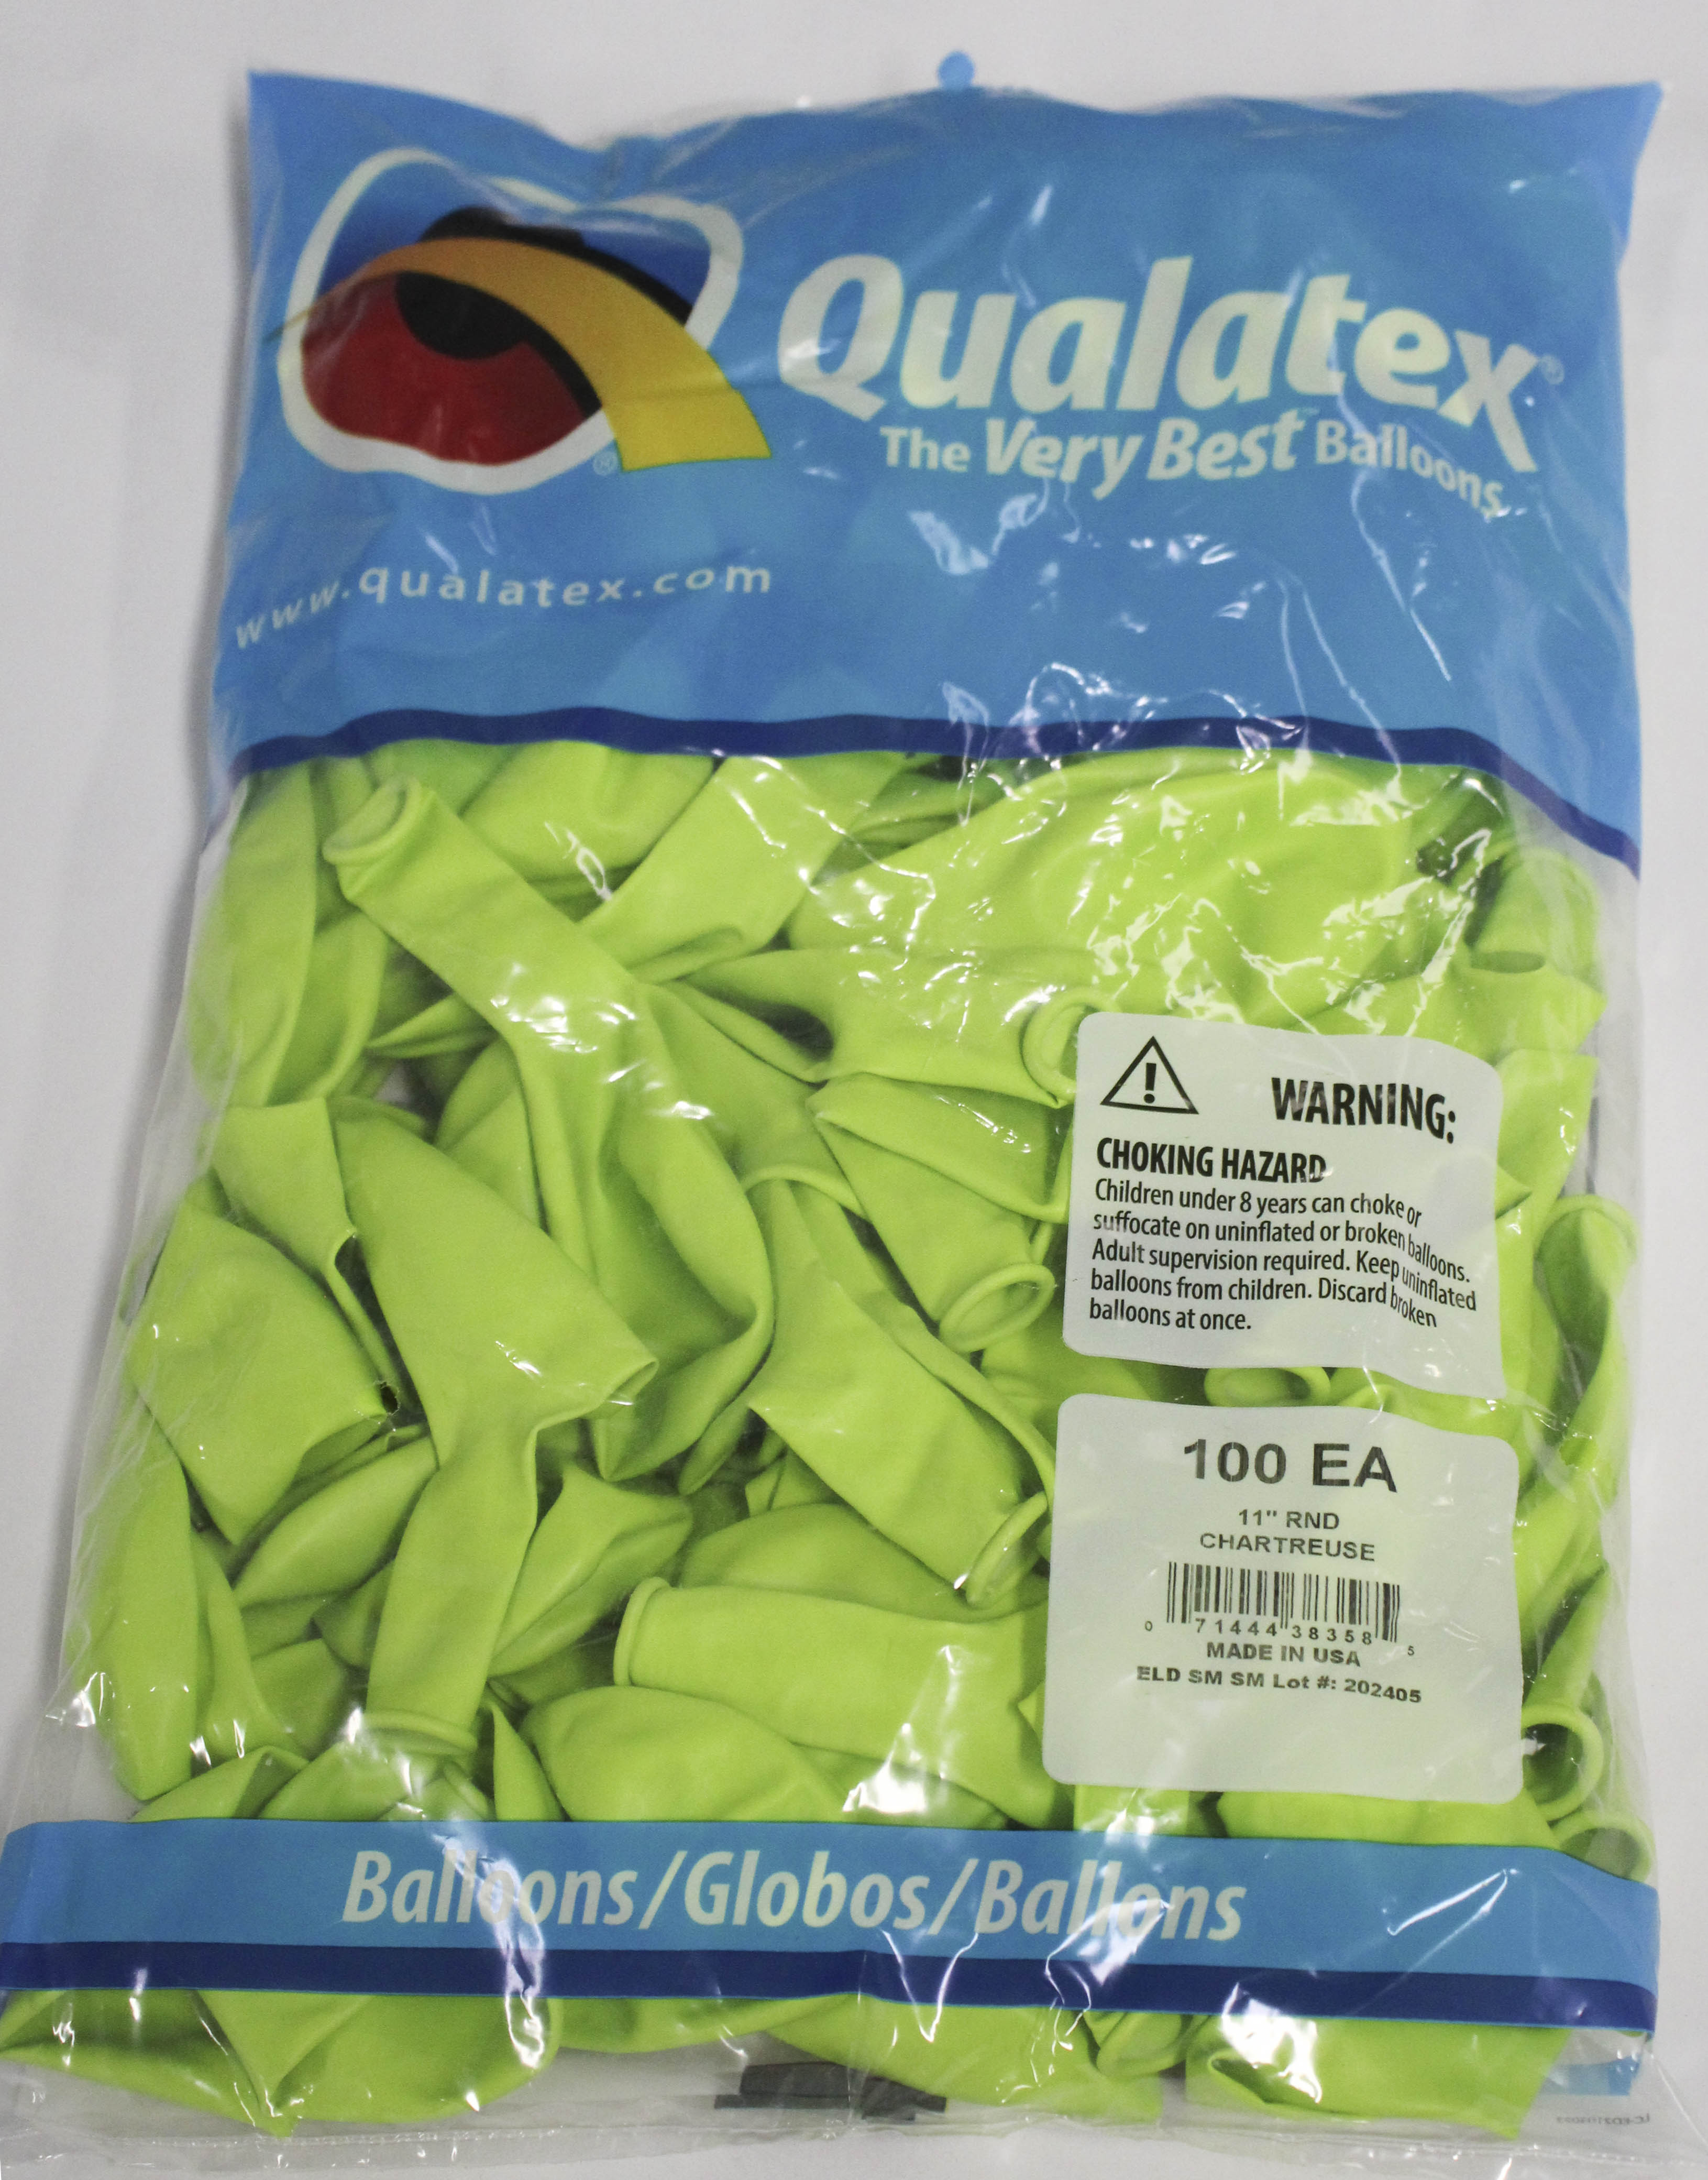 Qualatex®
The Very Best™ Balloons
www.qualatex.com
WARNING:
CHOKING HAZARD
Children under 8 years can choke or
suffocate on uninflated or broken balloons.
Adult supervision required. Keep uninflated
balloons from children. Discard broken
balloons at once.
100 EA
11" RND
CHARTREUSE
0 71444 38358 5
MADE IN USA
ELD SM SM Lot #: 202405
Balloons/Globos/Ballons